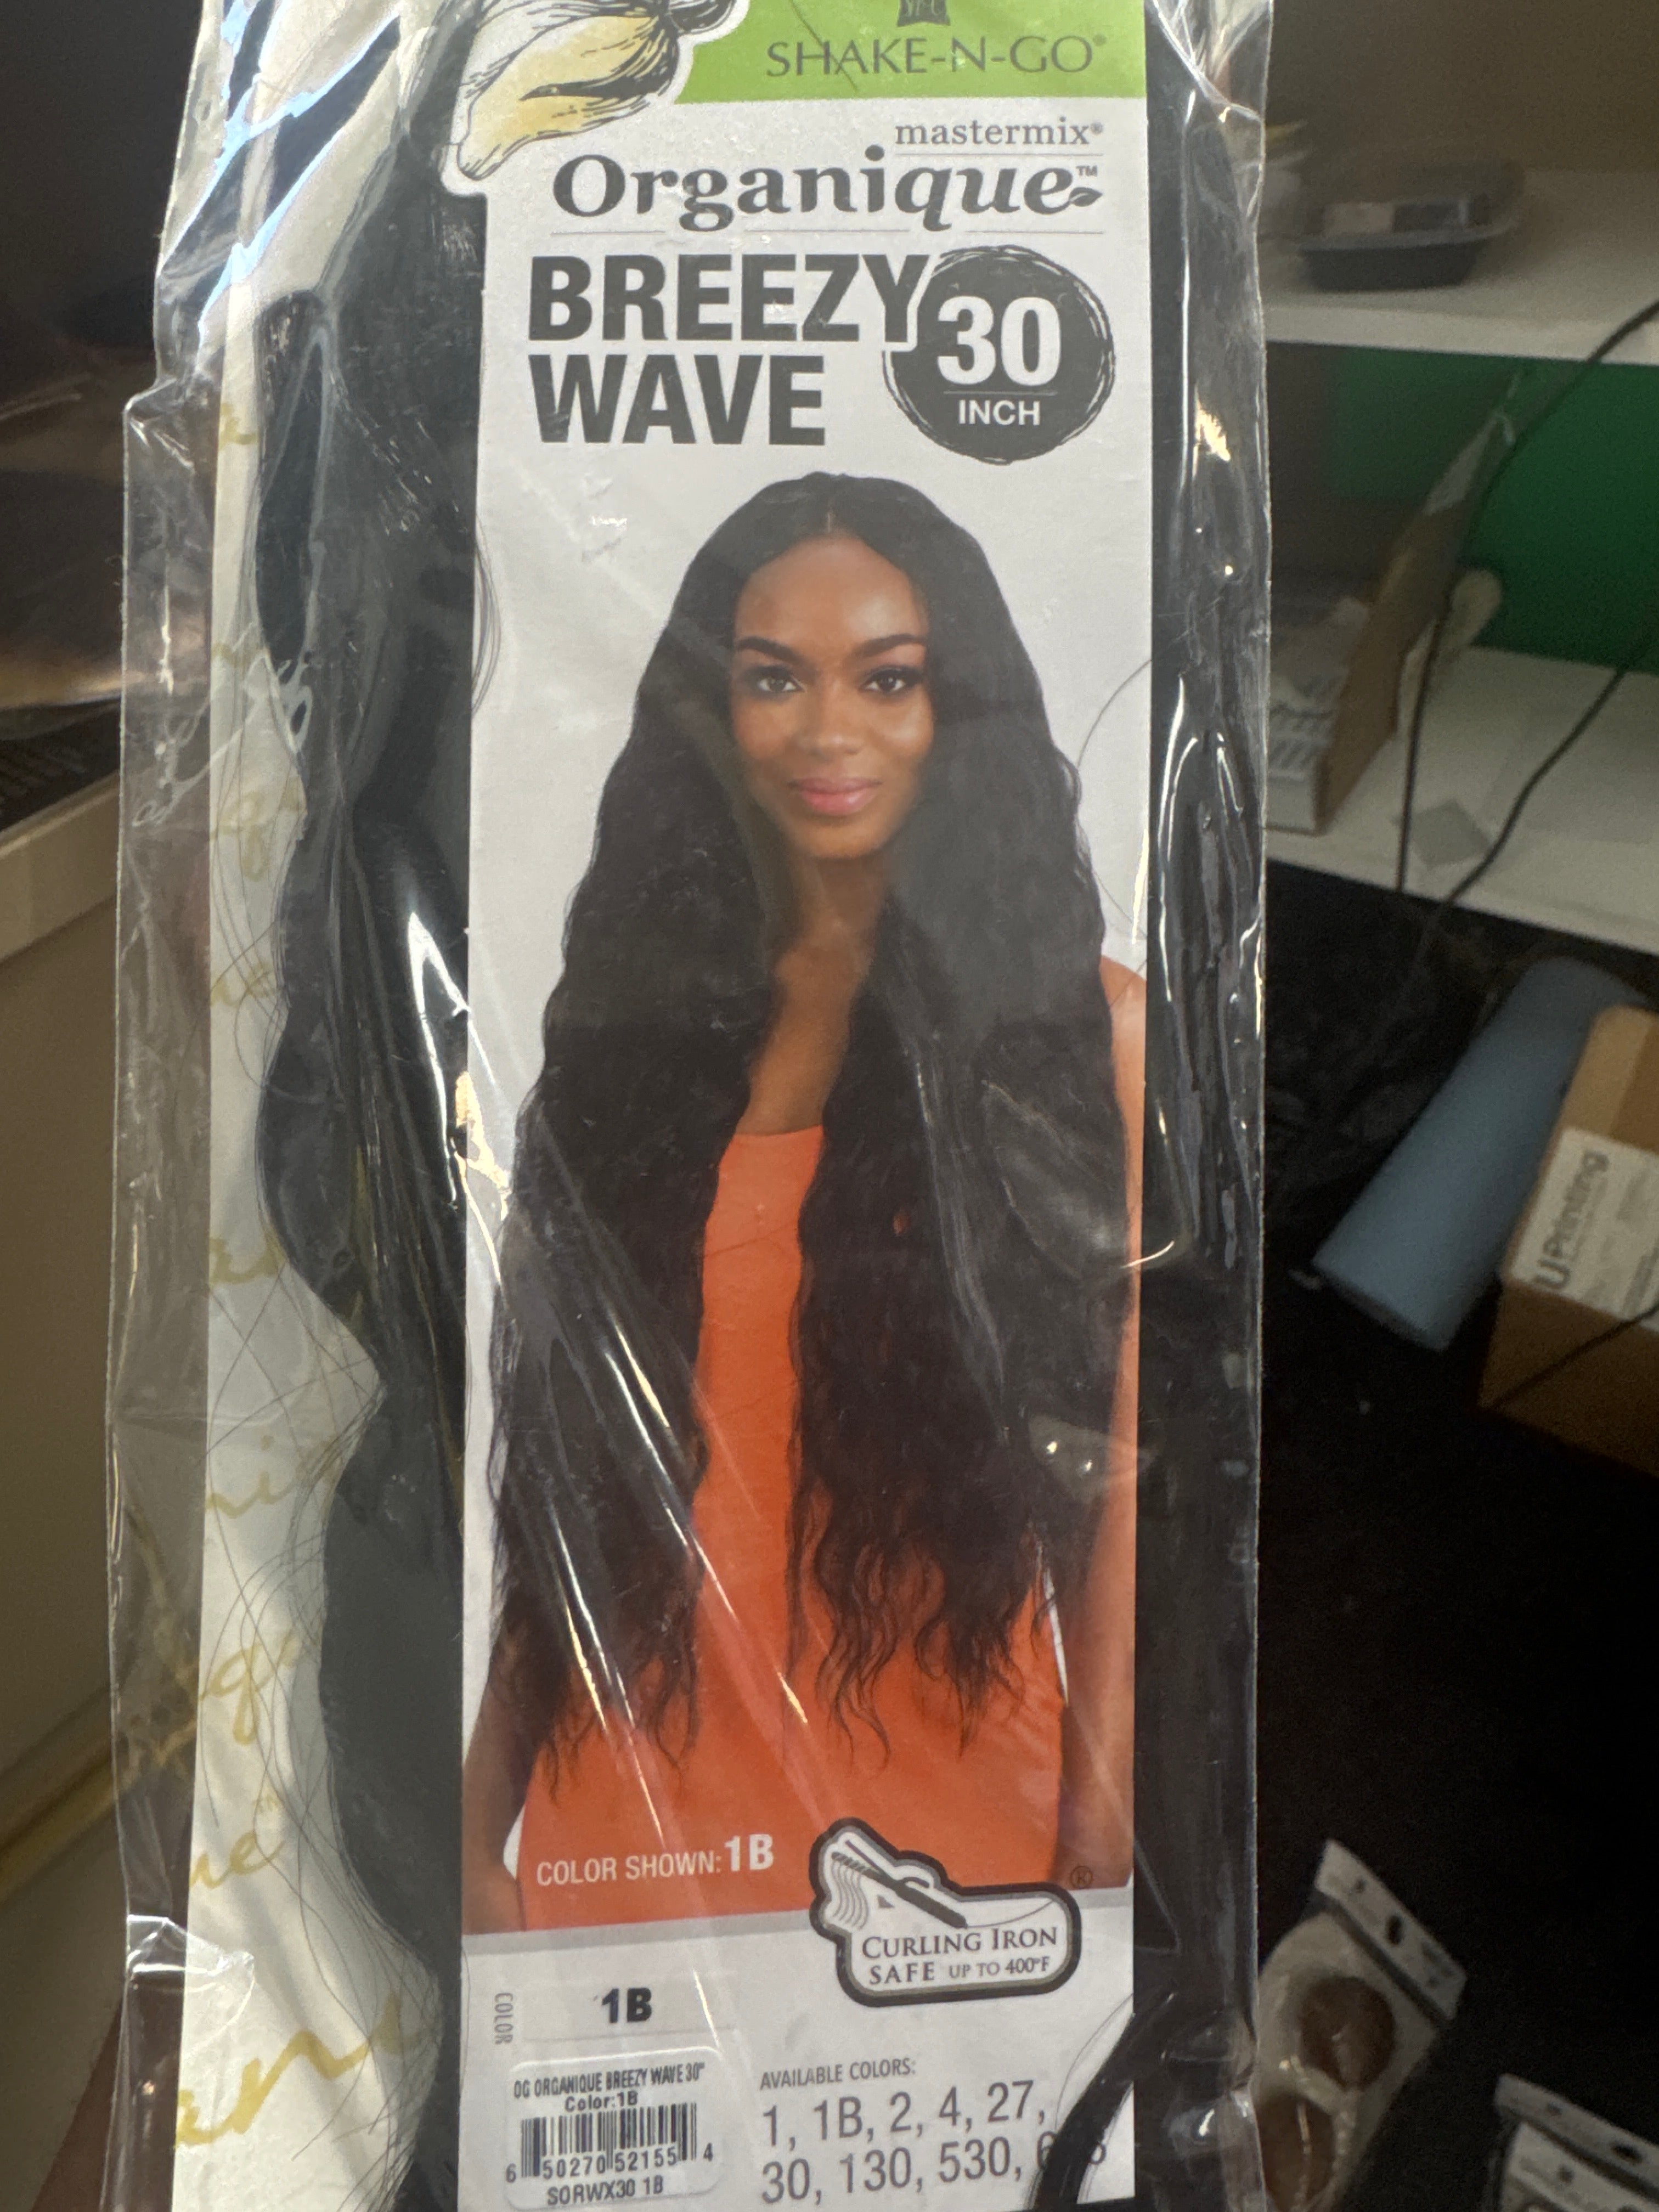 SHAKE-N-GO®
mastermix®
Organique™
BREEZY
WAVE
30
INCH
COLOR SHOWN: 1B
®
CURLING IRON
SAFE UP TO 400°F
COLOR
1B
OG ORGANIQUE BREEZY WAVE 30"
Color:1B
6 50270 52155 4
SORWX30 1B
AVAILABLE COLORS:
1, 1B, 2, 4, 27,
30, 130, 530,
UPrinting